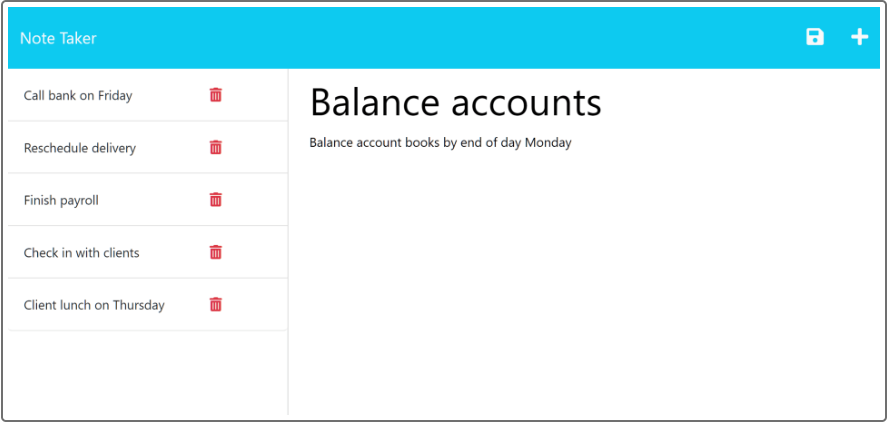 Note Taker
Call bank on Friday
Reschedule delivery
Finish payroll
Check in with clients
Client lunch on Thursday
Balance accounts
Balance account books by end of day Monday